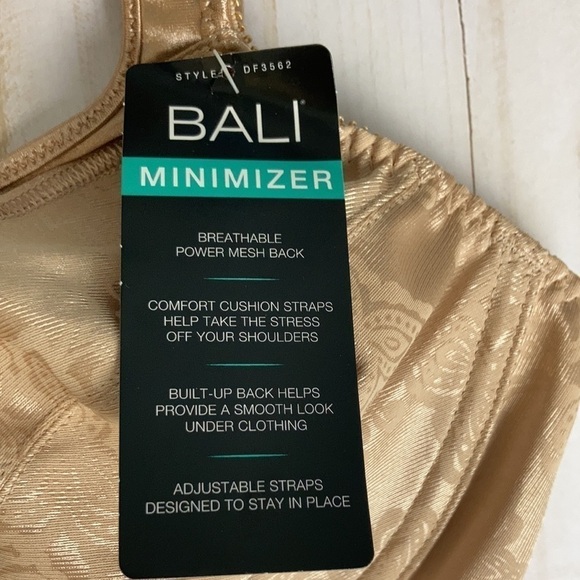 STYLE DF3562
BALI
MINIMIZER
BREATHABLE
POWER MESH BACK
COMFORT CUSHION STRAPS
HELP TAKE THE STRESS
OFF YOUR SHOULDERS
BUILT-UP BACK HELPS
PROVIDE A SMOOTH LOOK
UNDER CLOTHING
ADJUSTABLE STRAPS
DESIGNED TO STAY IN PLACE